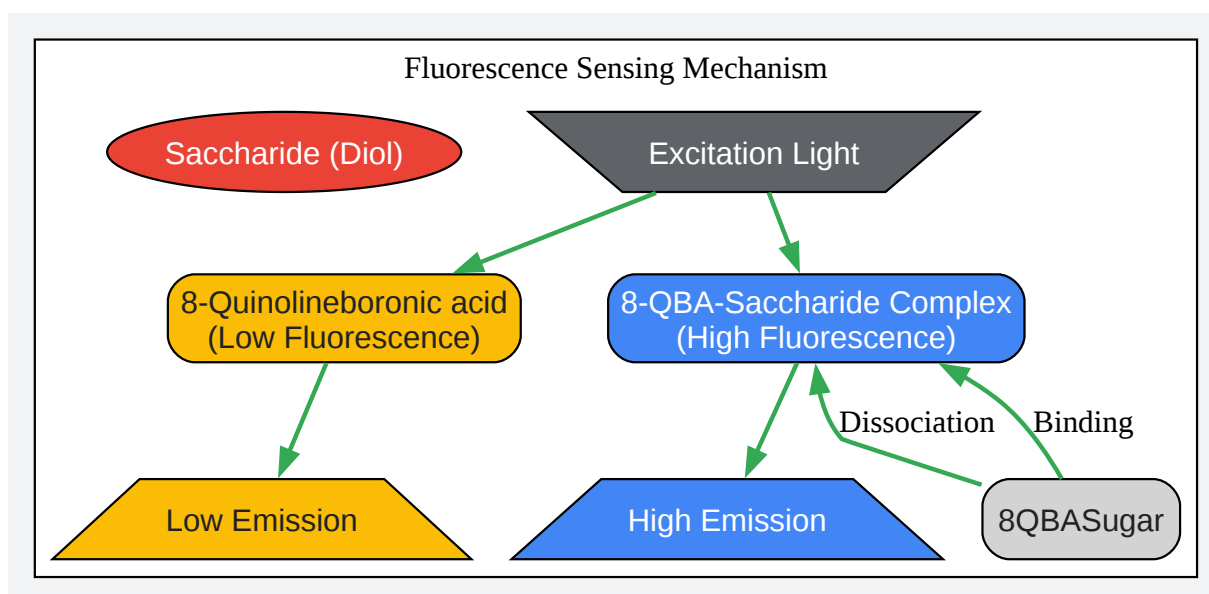 Fluorescence Sensing Mechanism
Saccharide (Diol)
Excitation Light
8-Quinolineboronic acid
(Low Fluorescence)
8-QBA-Saccharide Complex
(High Fluorescence)
Dissociation
Binding
Low Emission
High Emission
8QBASugar